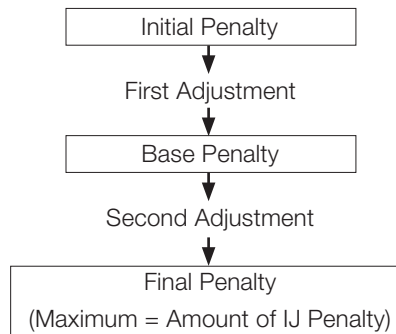 Initial Penalty
First Adjustment
Base Penalty
Second Adjustment
Final Penalty
(Maximum = Amount of IJ Penalty)